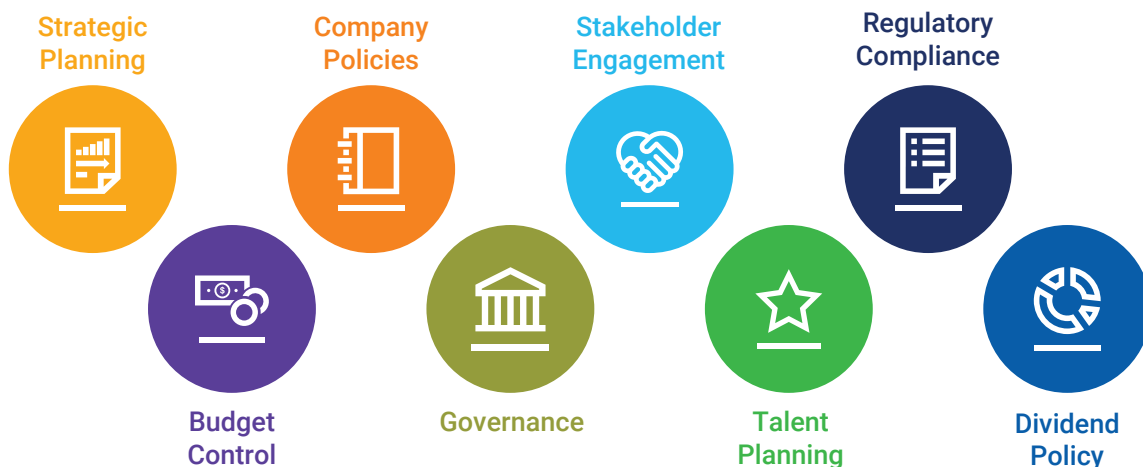 Strategic
Planning
Company
Policies
Stakeholder
Engagement
Regulatory
Compliance
$
Budget
Control
Governance
Talent
Planning
Dividend
Policy